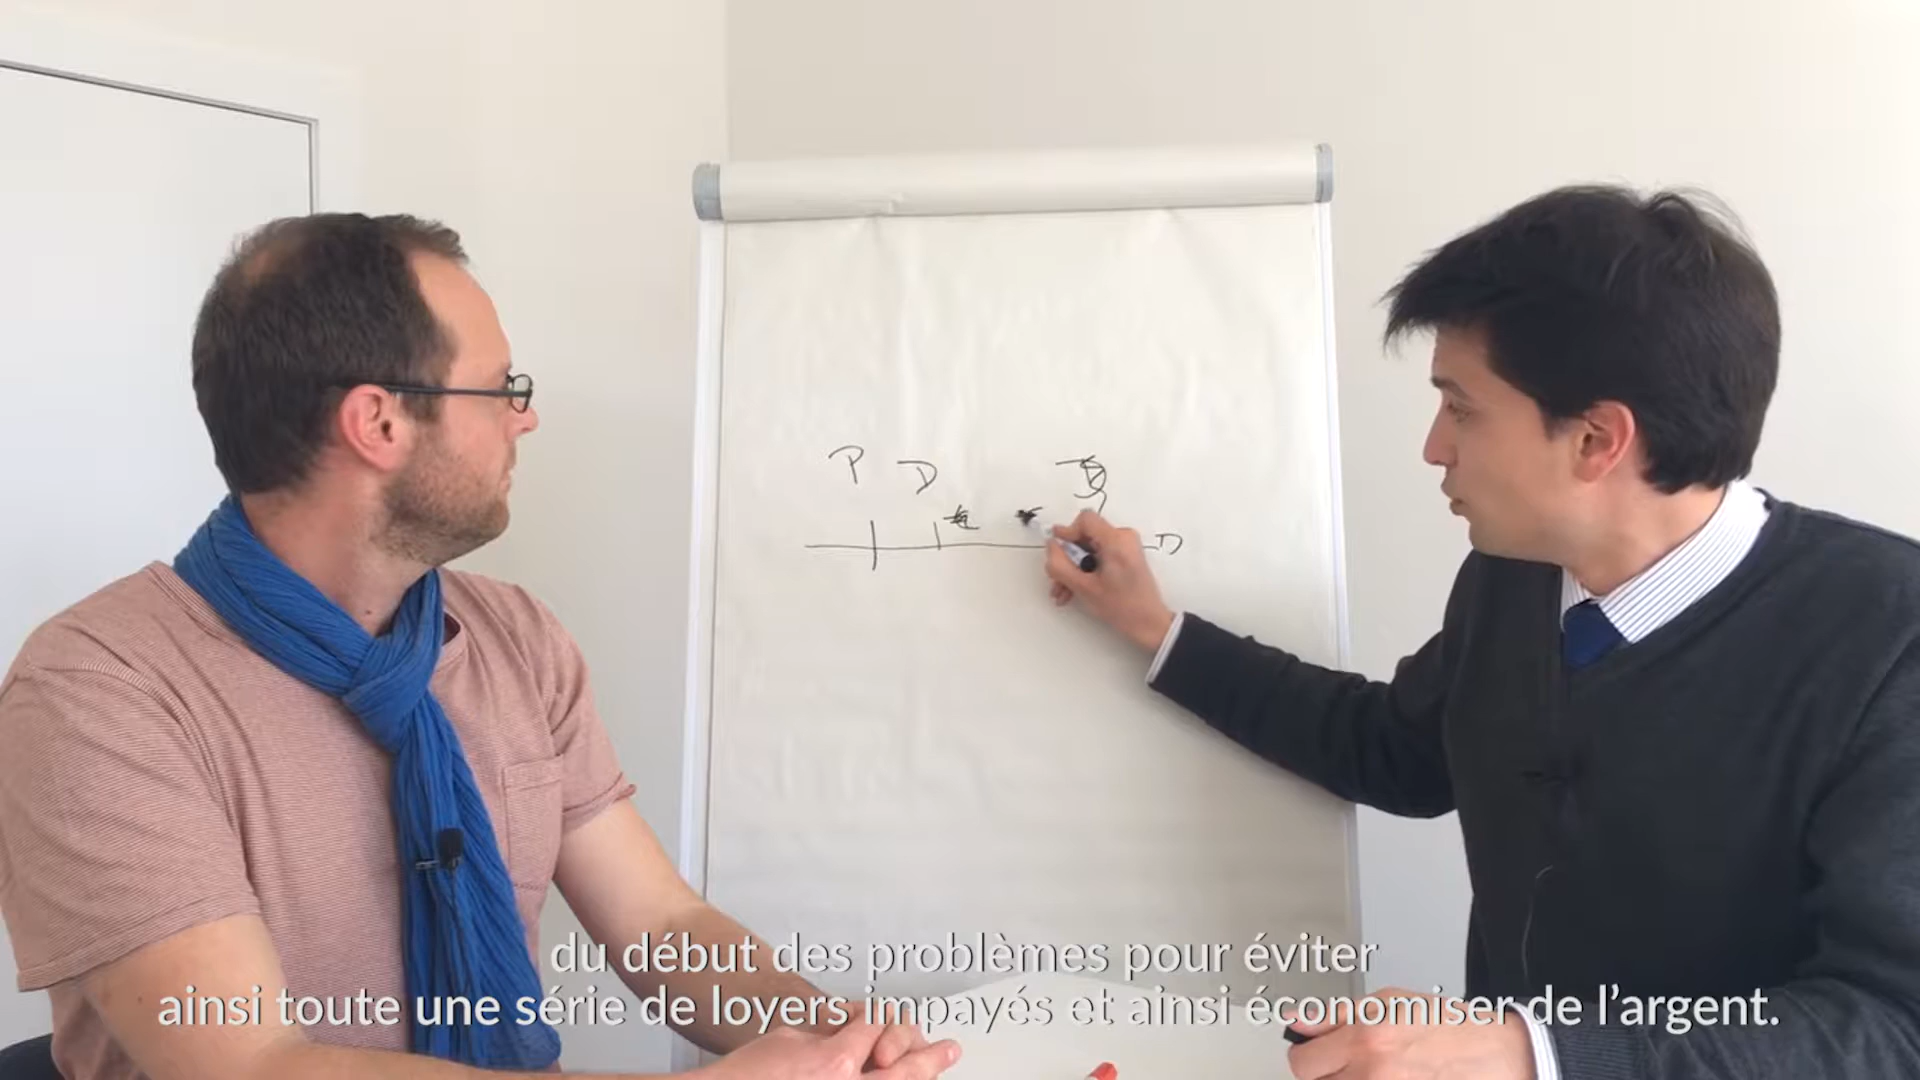 P D
D
du début des problèmes pour éviter
ainsi toute une série de loyers impayés et ainsi économiser de l’argent.